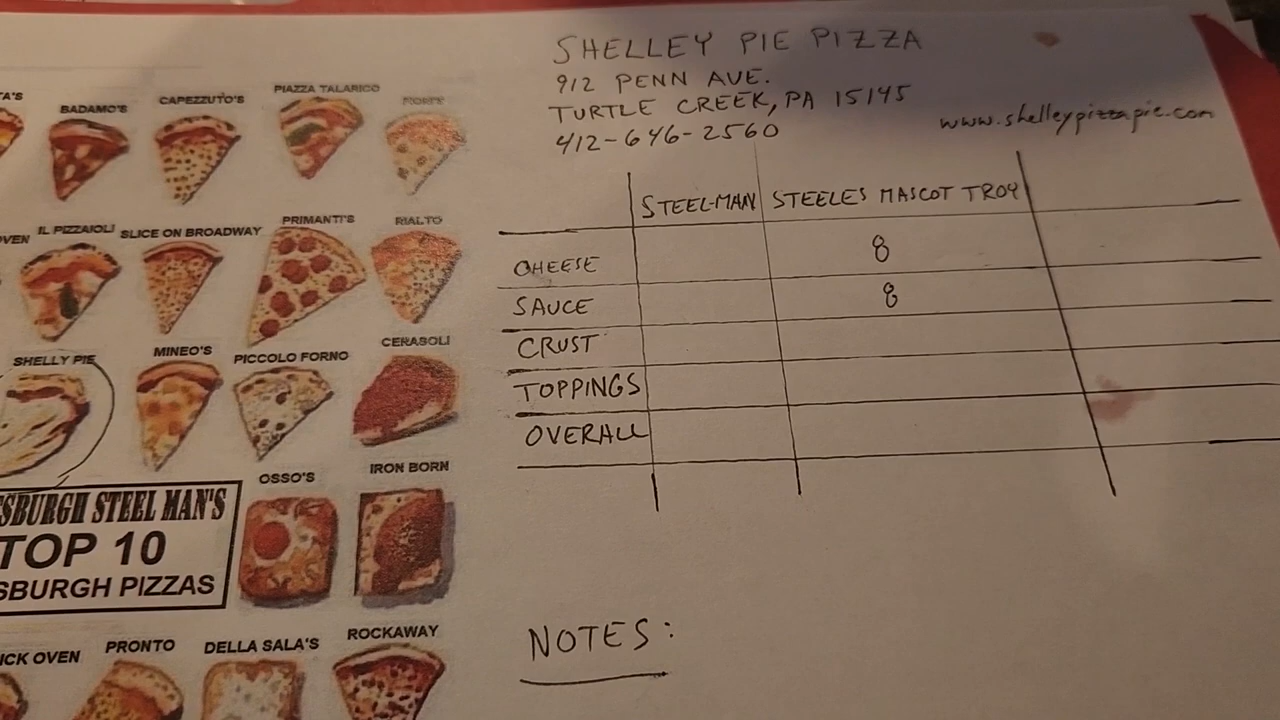 SHELLEY PIE PIZZA
912 PENN AVE.
TURTLE CREEK, PA 15145
412-646-2560
www.shelleypizzapie.com
STEEL-MAN STEELES MASCOT TROY
CHEESE 8
SAUCE 8
CRUST
TOPPINGS
OVERALL
NOTES:
TA'S BADAMO'S CAPEZZUTO'S PIAZZA TALARICO
OVEN IL PIZZAIOLI SLICE ON BROADWAY PRIMANTI'S RIALTO
SHELLY PIE MINEO'S PICCOLO FORNO CERASOLI
OSSO'S IRON BORN
TSBURGH STEEL MAN'S
TOP 10
SBURGH PIZZAS
ICK OVEN PRONTO DELLA SALA'S ROCKAWAY